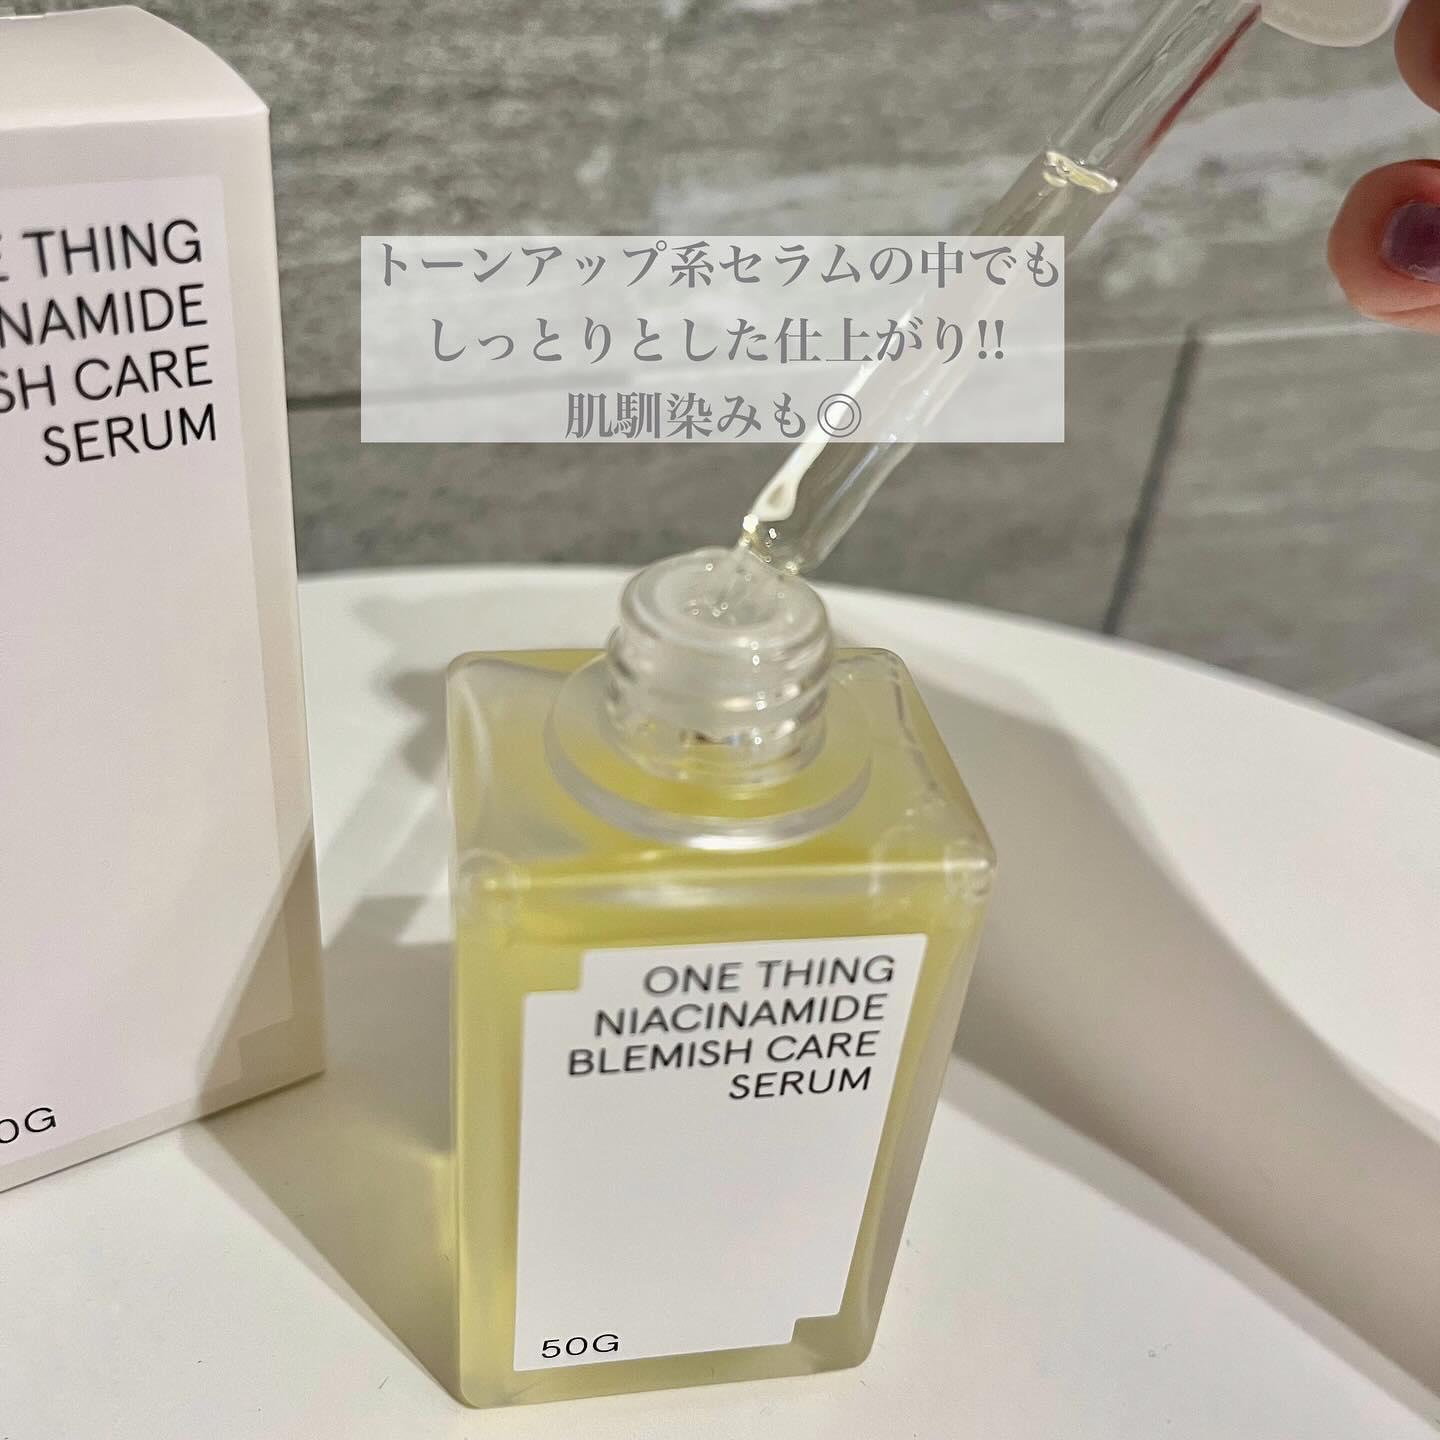 トーンアップ系セラムの中でも
しっとりとした仕上がり!!
肌馴染みも◎
E THING
NAMIDE
SH CARE
SERUM
0G
ONE THING
NIACINAMIDE
BLEMISH CARE
SERUM
50G